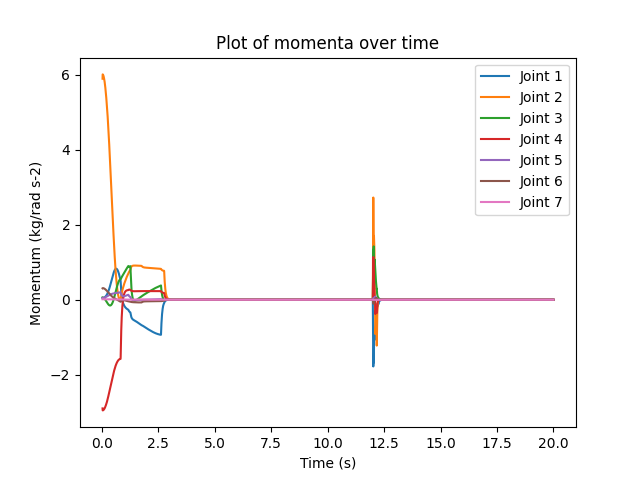 Plot of momenta over time
Momentum (kg/rad s-2)
6
4
2
0
−2
Joint 1
Joint 2
Joint 3
Joint 4
Joint 5
Joint 6
Joint 7
0.0 2.5 5.0 7.5 10.0 12.5 15.0 17.5 20.0
Time (s)